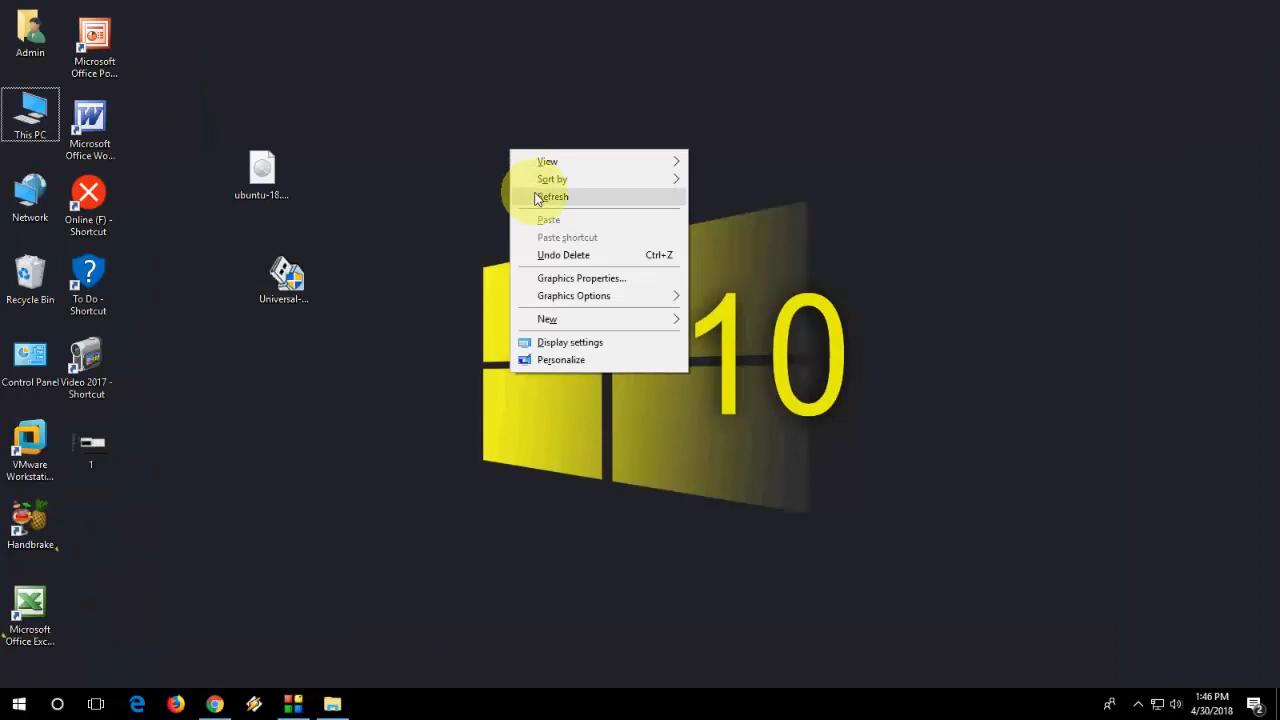 Admin
This PC
Network
Recycle Bin
Control Panel
VMware
Workstati...
Handbrake
Microsoft
Office Exc...
Microsoft
Office Po...
Microsoft
Office Wo...
Online (F) -
Shortcut
To Do -
Shortcut
Video 2017 -
Shortcut
1
ubuntu-18....
Universal-...
View
Sort by
Refresh
Paste
Paste shortcut
Undo Delete Ctrl+Z
Graphics Properties...
Graphics Options
New
Display settings
Personalize
10
1:46 PM
4/30/2018
2